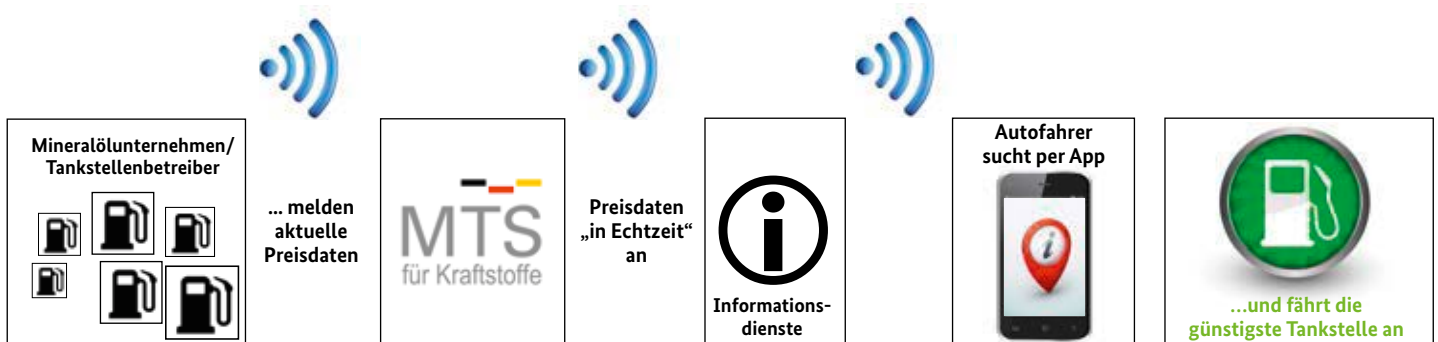 Mineralölunternehmen/
Tankstellenbetreiber
... melden
aktuelle
Preisdaten
MTS
für Kraftstoffe
Preisdaten
„in Echtzeit“
an
Informations-
dienste
Autofahrer
sucht per App
...und fährt die
günstigste Tankstelle an